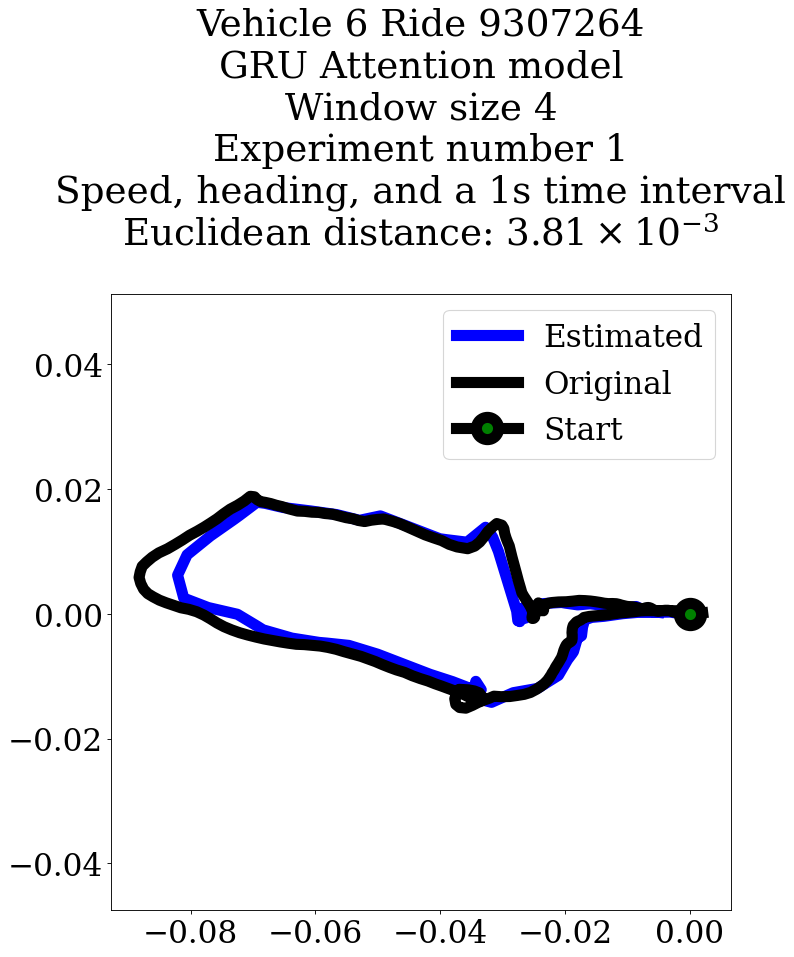 Vehicle 6 Ride 9307264
GRU Attention model
Window size 4
Experiment number 1
Speed, heading, and a 1s time interval
Euclidean distance: 3.81 × 10⁻³
Estimated
Original
Start
0.04
0.02
0.00
−0.02
−0.04
−0.08 −0.06 −0.04 −0.02 0.00